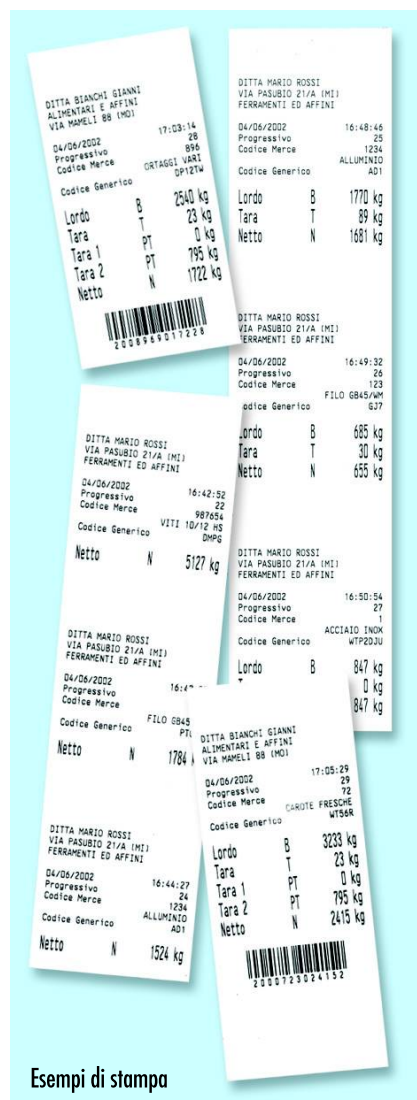 DITTA BIANCHI GIANNI
ALIMENTARI E AFFINI
VIA MAMELI 88 (MO)
04/06/2002 17:03:14
Progressivo 28
Codice Merce 896
ORTAGGI VARI
Codice Generico DP12TW
Lordo B 2540 kg
Tara T 23 kg
Tara 1 PT 0 kg
Tara 2 PT 795 kg
Netto N 1722 kg
2008969017228
DITTA MARIO ROSSI
VIA PASUBIO 21/A (MI)
FERRAMENTI ED AFFINI
04/06/2002 16:48:46
Progressivo 25
Codice Merce 1234
ALLUMINIO
Codice Generico AD1
Lordo B 1770 kg
Tara T 89 kg
Netto N 1681 kg
DITTA MARIO ROSSI
VIA PASUBIO 21/A (MI)
FERRAMENTI ED AFFINI
04/06/2002 16:49:32
Progressivo 26
Codice Merce 123
FILO GB45/WM
Codice Generico GJ7
Lordo B 685 kg
Tara T 30 kg
Netto N 655 kg
DITTA MARIO ROSSI
VIA PASUBIO 21/A (MI)
FERRAMENTI ED AFFINI
04/06/2002 16:50:54
Progressivo 27
Codice Merce 1
ACCIAIO INOX
Codice Generico WTP2DJU
Lordo B 847 kg
0 kg
847 kg
DITTA MARIO ROSSI
VIA PASUBIO 21/A (MI)
FERRAMENTI ED AFFINI
04/06/2002 16:42:52
Progressivo 22
Codice Merce 987654
VITI 10/12 HS
Codice Generico DMPG
Netto N 5127 kg
DITTA MARIO ROSSI
VIA PASUBIO 21/A (MI)
FERRAMENTI ED AFFINI
04/06/2002
Progressivo
Codice Merce
FILO GB45
Codice Generico
Netto N 1784
DITTA MARIO ROSSI
VIA PASUBIO 21/A (MI)
FERRAMENTI ED AFFINI
04/06/2002 16:44:27
Progressivo 24
Codice Merce 1234
ALLUMINIO
Codice Generico AD1
Netto N 1524 kg
DITTA BIANCHI GIANNI
ALIMENTARI E AFFINI
VIA MAMELI 88 (MO)
04/06/2002 17:05:29
Progressivo 29
Codice Merce 72
CAROTE FRESCHE
Codice Generico WT56R
Lordo B 3233 kg
Tara T 23 kg
Tara 1 PT 0 kg
Tara 2 PT 795 kg
Netto N 2415 kg
2000723024152
Esempi di stampa